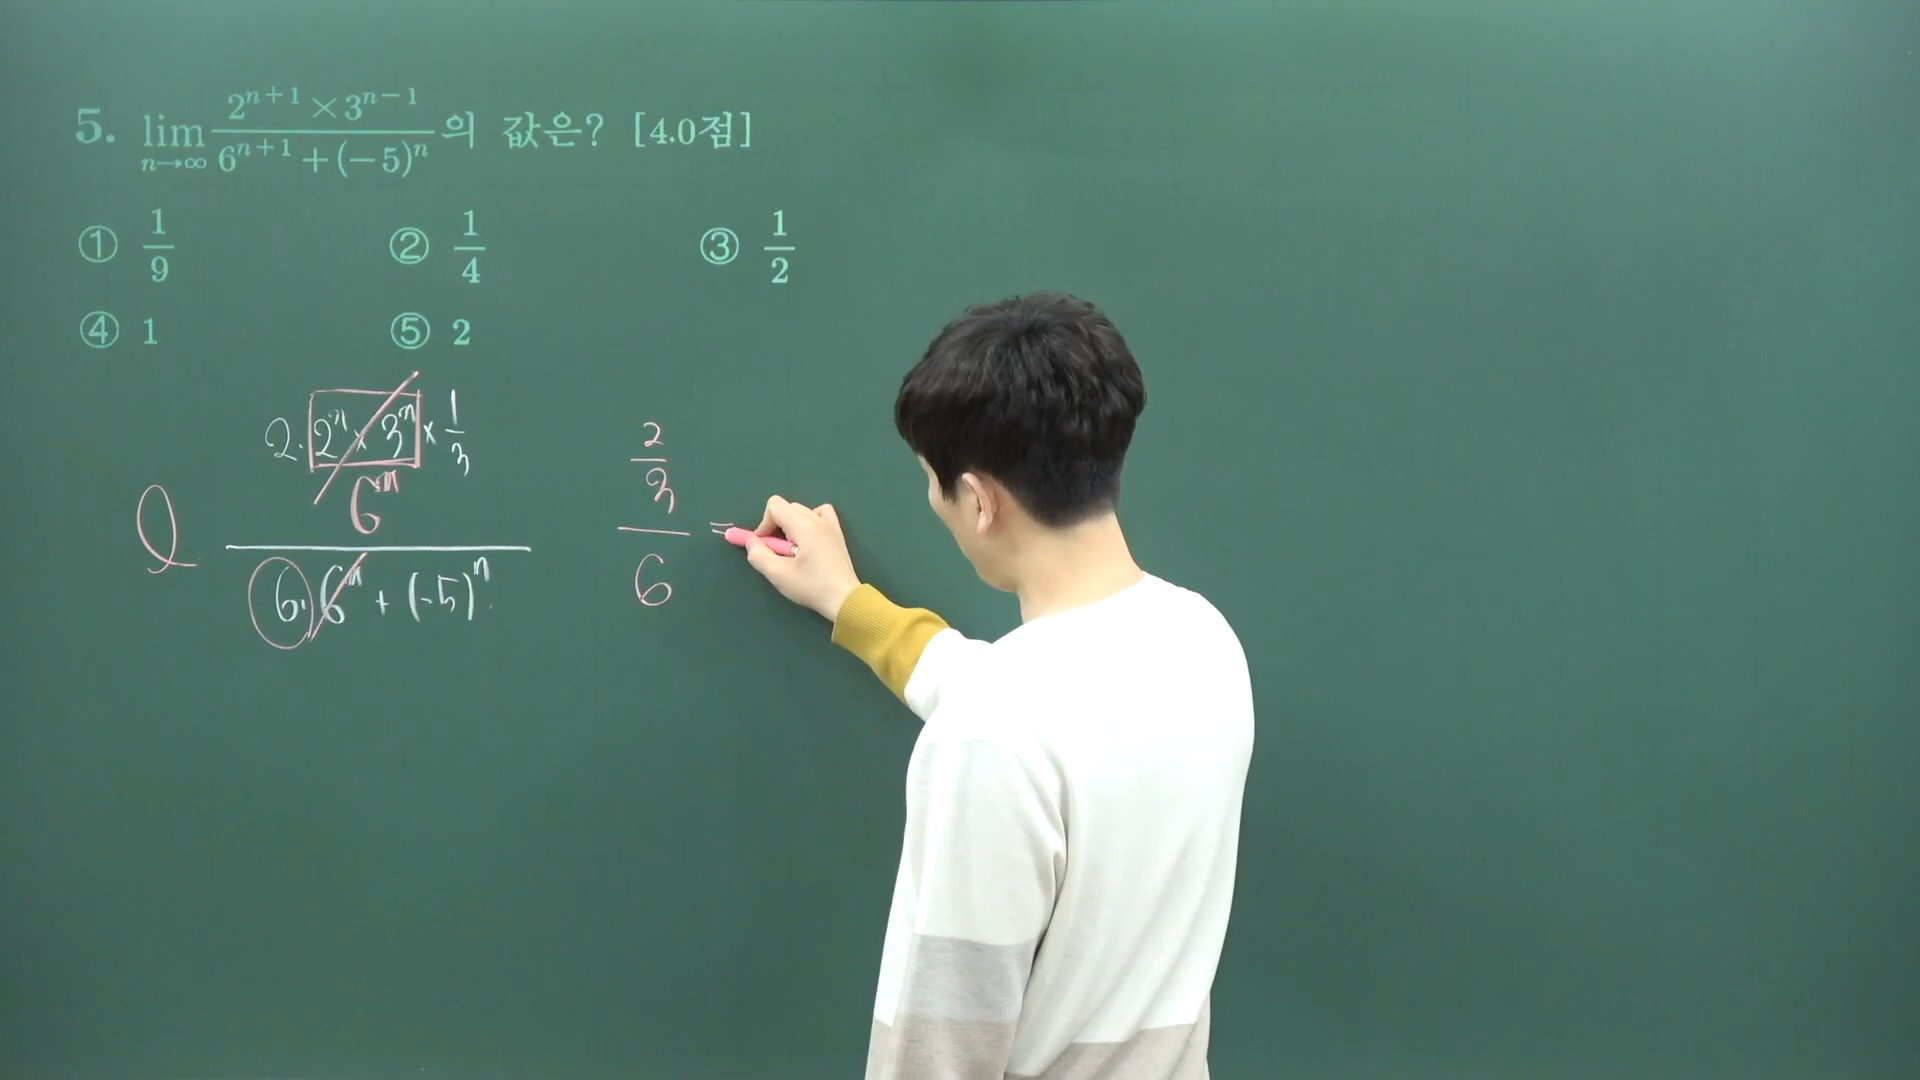 5. lim n→∞ 2^{n+1}×3^{n-1} / 6^{n+1}+(-5)^n 의 값은? [4.0점]
① 1/9 ② 1/4 ③ 1/2
④ 1 ⑤ 2
2·2^n×3^n×1/3
6^n
6·6^n+(-5)^n
2/3
6
=